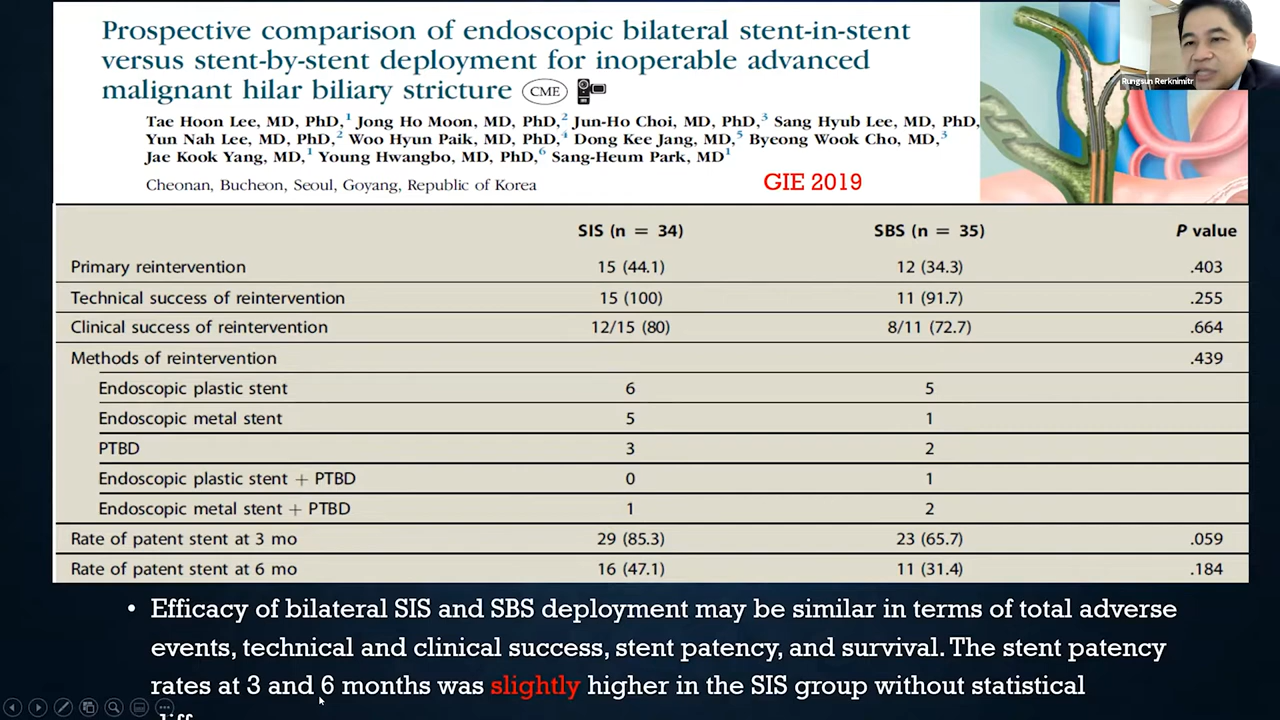 Prospective comparison of endoscopic bilateral stent-in-stent
versus stent-by-stent deployment for inoperable advanced
malignant hilar biliary stricture CME
Tae Hoon Lee, MD, PhD,1 Jong Ho Moon, MD, PhD,2 Jun-Ho Choi, MD,3 Sang Hyub Lee, MD, PhD,
Yun Nah Lee, MD, PhD,2 Woo Hyun Paik, MD, PhD,4 Dong Kee Jang, MD,5 Byeong Wook Cho, MD,3
Jae Kook Yang, MD,1 Young Hwangbo, MD, PhD,6 Sang-Heum Park, MD1
Cheonan, Bucheon, Seoul, Goyang, Republic of Korea
GIE 2019
Rungsun Rerknimitr
SIS (n = 34) SBS (n = 35) P value
Primary reintervention 15 (44.1) 12 (34.3) .403
Technical success of reintervention 15 (100) 11 (91.7) .255
Clinical success of reintervention 12/15 (80) 8/11 (72.7) .664
Methods of reintervention .439
Endoscopic plastic stent 6 5
Endoscopic metal stent 5 1
PTBD 3 2
Endoscopic plastic stent + PTBD 0 1
Endoscopic metal stent + PTBD 1 2
Rate of patent stent at 3 mo 29 (85.3) 23 (65.7) .059
Rate of patent stent at 6 mo 16 (47.1) 11 (31.4) .184
• Efficacy of bilateral SIS and SBS deployment may be similar in terms of total adverse
events, technical and clinical success, stent patency, and survival. The stent patency
rates at 3 and 6 months was slightly higher in the SIS group without statistical